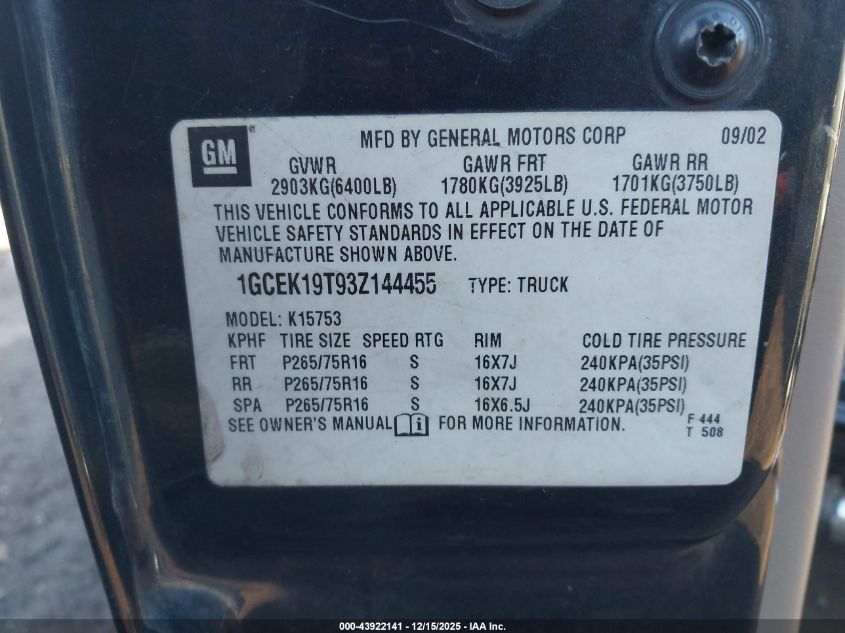 GM ®
MFD BY GENERAL MOTORS CORP 09/02
GVWR GAWR FRT GAWR RR
2903KG(6400LB) 1780KG(3925LB) 1701KG(3750LB)
THIS VEHICLE CONFORMS TO ALL APPLICABLE U.S. FEDERAL MOTOR
VEHICLE SAFETY STANDARDS IN EFFECT ON THE DATE OF
MANUFACTURE SHOWN ABOVE.
1GCEK19T93Z144455 TYPE: TRUCK
MODEL: K15753
KPHF TIRE SIZE SPEED RTG RIM COLD TIRE PRESSURE
FRT P265/75R16 S 16X7J 240KPA(35PSI)
RR P265/75R16 S 16X7J 240KPA(35PSI)
SPA P265/75R16 S 16X6.5J 240KPA(35PSI)
SEE OWNER'S MANUAL i FOR MORE INFORMATION.
F 444
T 508
000-43922141 - 12/15/2025 - IAA Inc.